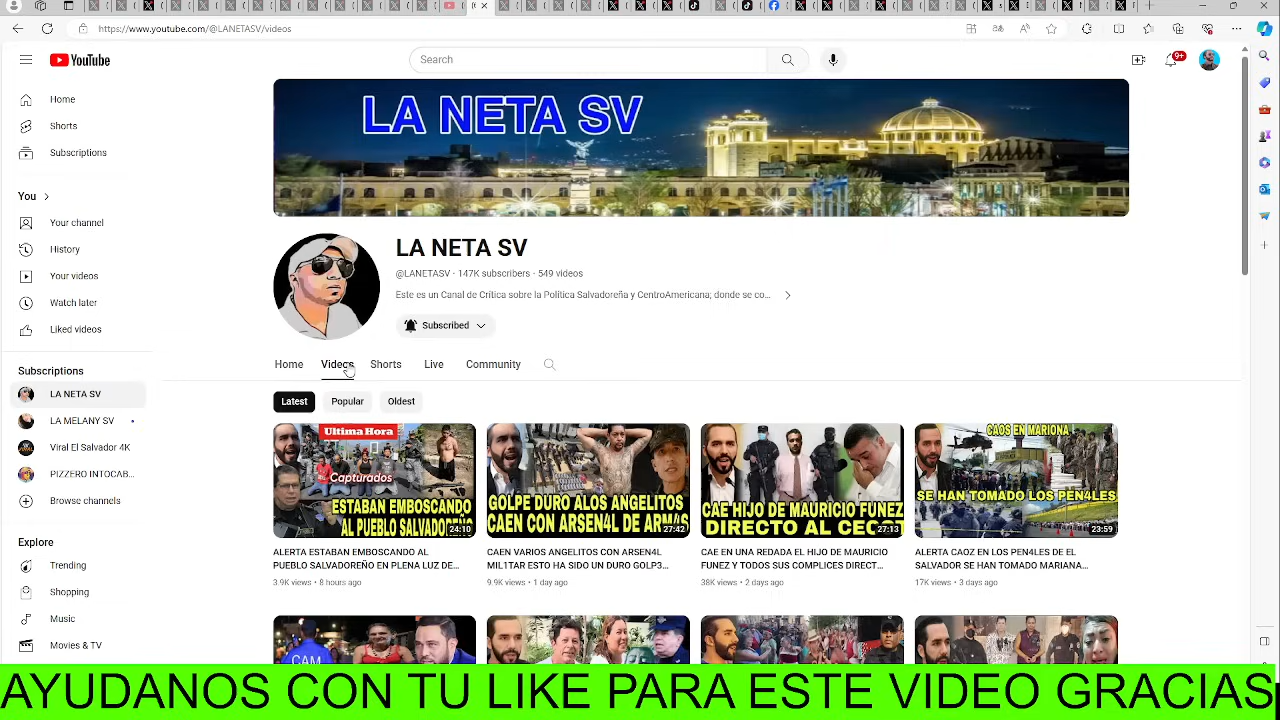 https://www.youtube.com/@LANETASV/videos
YouTube
Search
9+
Home
Shorts
Subscriptions
You
Your channel
History
Your videos
Watch later
Liked videos
Subscriptions
LA NETA SV
LA MELANY SV
Viral El Salvador 4K
PIZZERO INTOCAB...
Browse channels
Explore
Trending
Shopping
Music
Movies & TV
LA NETA SV
LA NETA SV
@LANETASV · 147K subscribers · 549 videos
Este es un Canal de Crítica sobre la Política Salvadoreña y CentroAmericana; donde se co...
Subscribed
Home Videos Shorts Live Community
Latest Popular Oldest
Ultima Hora
Capturados
ESTABAN EMBOSCANDO
AL PUEBLO SALVADOREÑO
24:10
ALERTA ESTABAN EMBOSCANDO AL
PUEBLO SALVADOREÑO EN PLENA LUZ DE...
3.9K views · 8 hours ago
GOLPE DURO ALOS ANGELITOS
CAEN CON ARSEN4L DE ARM4S
27:42
CAEN VARIOS ANGELITOS CON ARSEN4L
MIL1TAR ESTO HA SIDO UN DURO GOLP3...
9.9K views · 1 day ago
CAE HIJO DE MAURICIO FUNEZ
DIRECTO AL CECOT
27:13
CAE EN UNA REDADA EL HIJO DE MAURICIO
FUNEZ Y TODOS SUS COMPLICES DIRECT...
38K views · 2 days ago
CAOS EN MARIONA
SE HAN TOMADO LOS PEN4LES
23:59
ALERTA CAOZ EN LOS PEN4LES DE EL
SALVADOR SE HAN TOMADO MARIANA...
17K views · 3 days ago
CAM
AYUDANOS CON TU LIKE PARA ESTE VIDEO GRACIAS